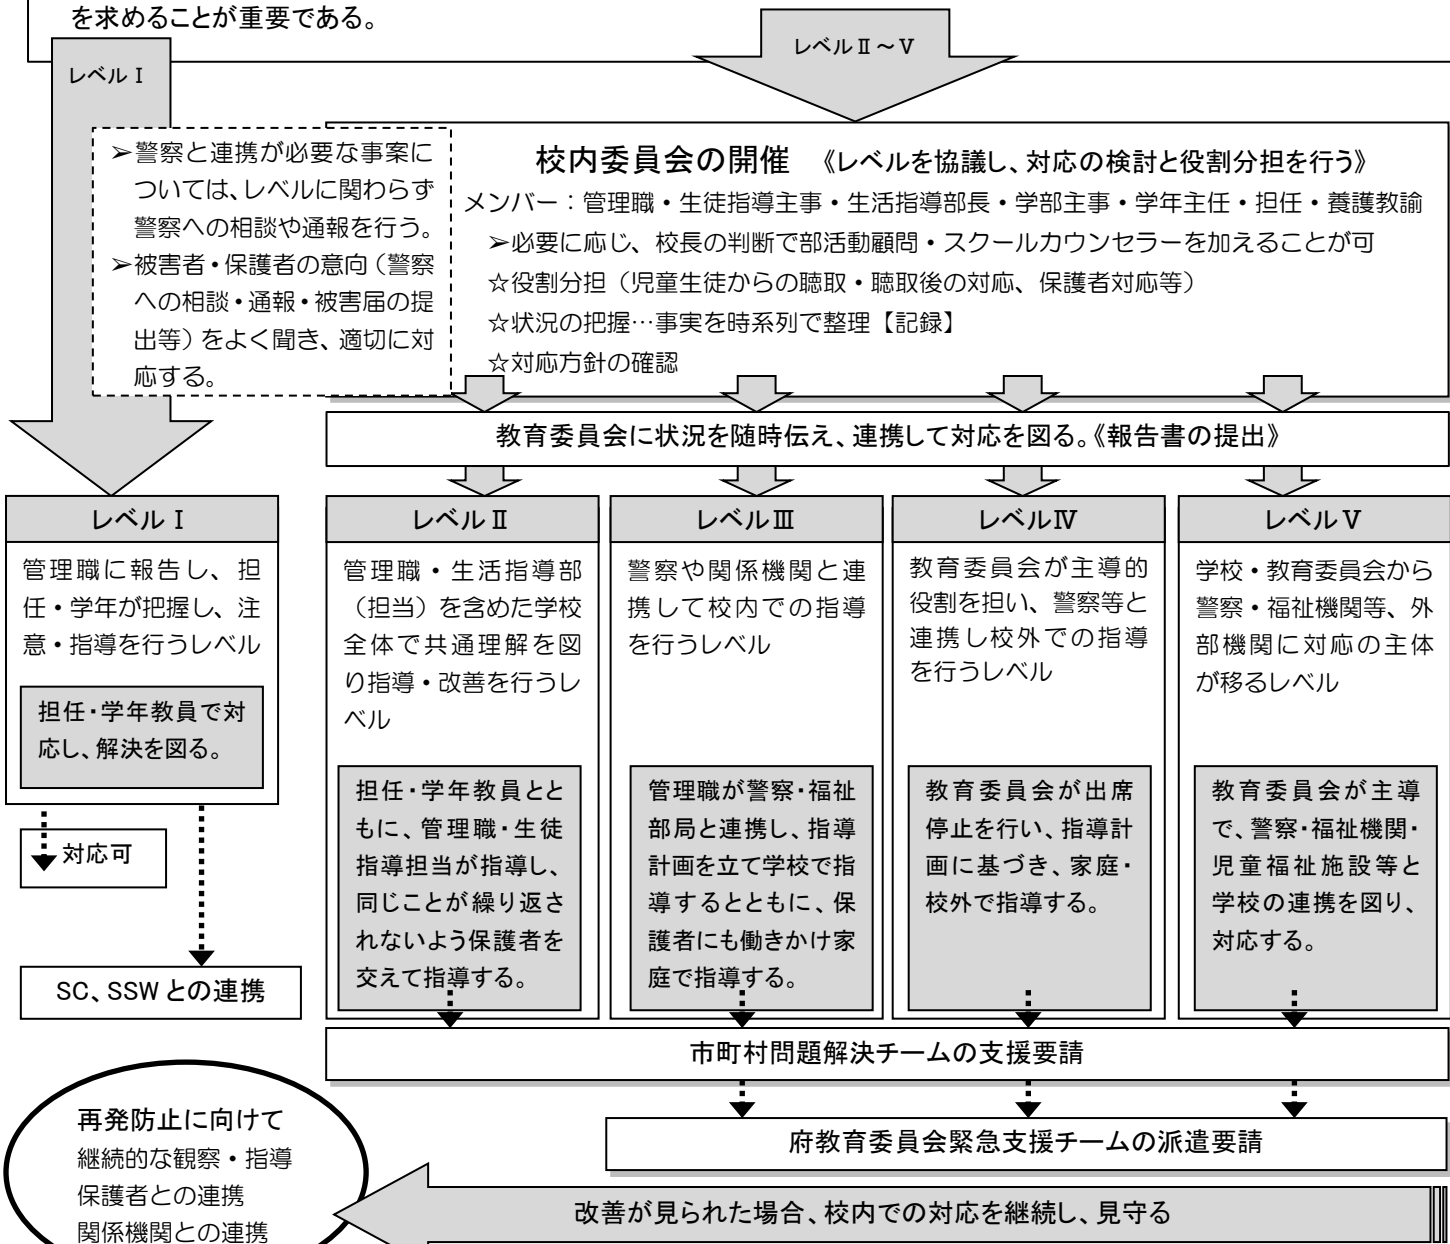 を求めることが重要である。
レベルⅠ
レベルⅡ～Ⅴ
➢警察と連携が必要な事案に
ついては、レベルに関わらず
警察への相談や通報を行う。
➢被害者・保護者の意向（警察
への相談・通報・被害届の提
出等）をよく聞き、適切に対
応する。
校内委員会の開催　《レベルを協議し、対応の検討と役割分担を行う》
メンバー：管理職・生徒指導主事・生活指導部長・学部主事・学年主任・担任・養護教諭
➢必要に応じ、校長の判断で部活動顧問・スクールカウンセラーを加えることが可
☆役割分担（児童生徒からの聴取・聴取後の対応、保護者対応等）
☆状況の把握…事実を時系列で整理【記録】
☆対応方針の確認
教育委員会に状況を随時伝え、連携して対応を図る。《報告書の提出》
レベルⅠ
管理職に報告し、担
任・学年が把握し、注
意・指導を行うレベル
担任・学年教員で対
応し、解決を図る。
対応可
SC、SSWとの連携
レベルⅡ
管理職・生活指導部
（担当）を含めた学校
全体で共通理解を図
り指導・改善を行うレ
ベル
担任・学年教員とと
もに、管理職・生徒
指導担当が指導し、
同じことが繰り返さ
れないよう保護者を
交えて指導する。
レベルⅢ
警察や関係機関と連
携して校内での指導
を行うレベル
管理職が警察・福祉
部局と連携し、指導
計画を立て学校で指
導するとともに、保
護者にも働きかけ家
庭で指導する。
レベルⅣ
教育委員会が主導的
役割を担い、警察等と
連携し校外での指導
を行うレベル
教育委員会が出席
停止を行い、指導計
画に基づき、家庭・
校外で指導する。
レベルⅤ
学校・教育委員会から
警察・福祉機関等、外
部機関に対応の主体
が移るレベル
教育委員会が主導
で、警察・福祉機関・
児童福祉施設等と
学校の連携を図り、
対応する。
市町村問題解決チームの支援要請
府教育委員会緊急支援チームの派遣要請
改善が見られた場合、校内での対応を継続し、見守る
再発防止に向けて
継続的な観察・指導
保護者との連携
関係機関との連携